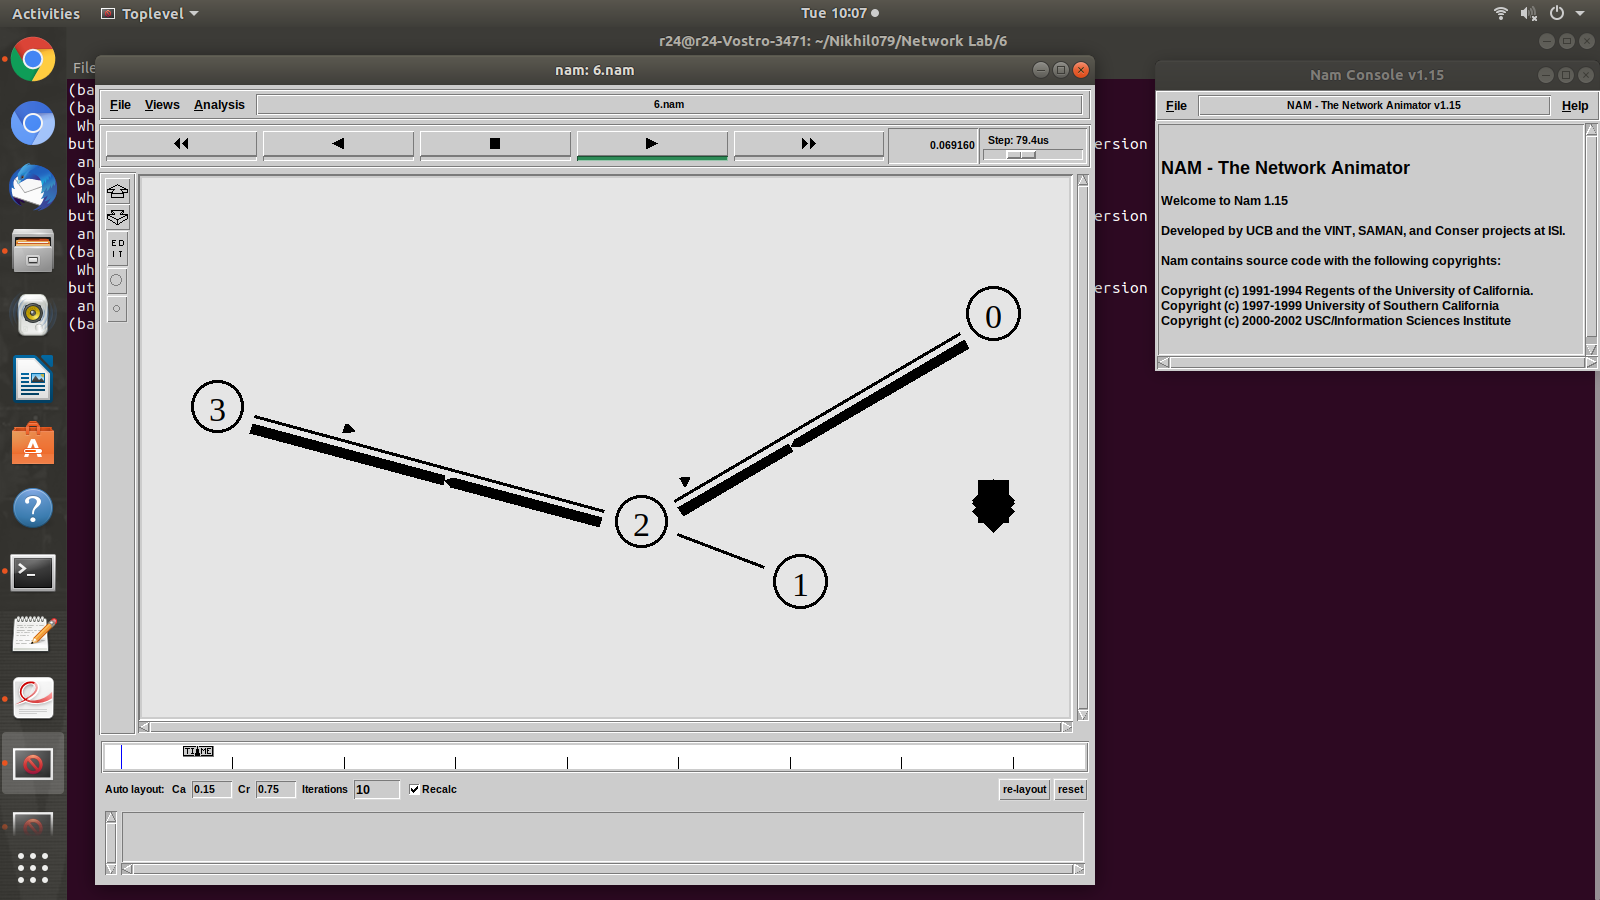 Activities
Toplevel
Tue 10:07
r24@r24-Vostro-3471: ~/Nikhil079/Network Lab/6
File
(ba
(ba
Wh
but
an
(ba
Wh
but
an
(ba
Wh
but
an
(ba
ersion
ersion
ersion
nam: 6.nam
File Views Analysis 6.nam
0.069160 Step: 79.4us
ED
IT
0
3
2
1
TIME
Auto layout: Ca 0.15 Cr 0.75 Iterations 10 Recalc re-layout reset
Nam Console v1.15
File NAM - The Network Animator v1.15 Help
NAM - The Network Animator
Welcome to Nam 1.15
Developed by UCB and the VINT, SAMAN, and Conser projects at ISI.
Nam contains source code with the following copyrights:
Copyright (c) 1991-1994 Regents of the University of California.
Copyright (c) 1997-1999 University of Southern California
Copyright (c) 2000-2002 USC/Information Sciences Institute